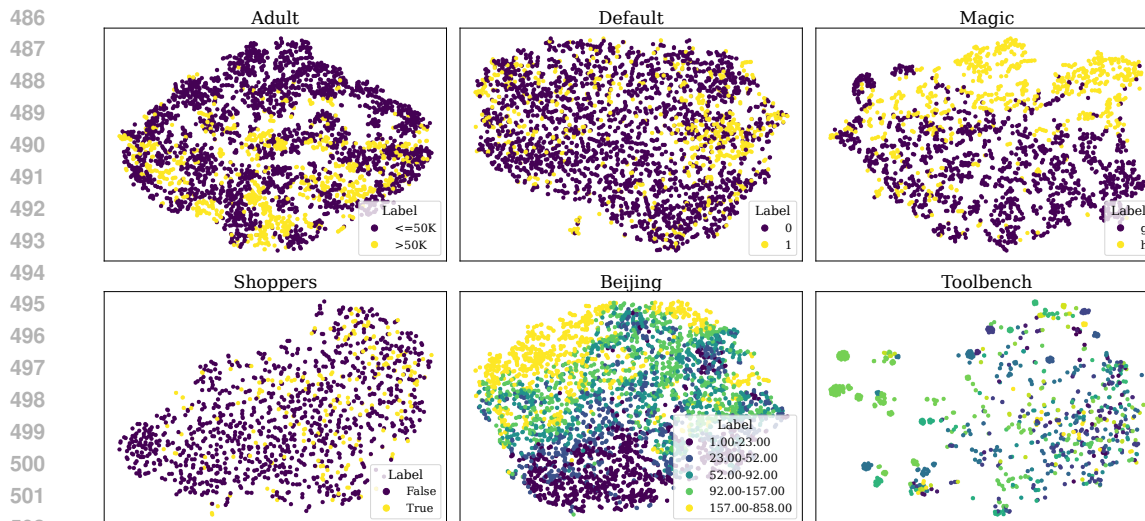 486
487
488
489
490
491
492
493
494
495
496
497
498
499
500
501
Adult
Label
<=50K
>50K
Default
Label
0
1
Magic
Label
g
h
Shoppers
Label
False
True
Beijing
Label
1.00-23.00
23.00-52.00
52.00-92.00
92.00-157.00
157.00-858.00
Toolbench